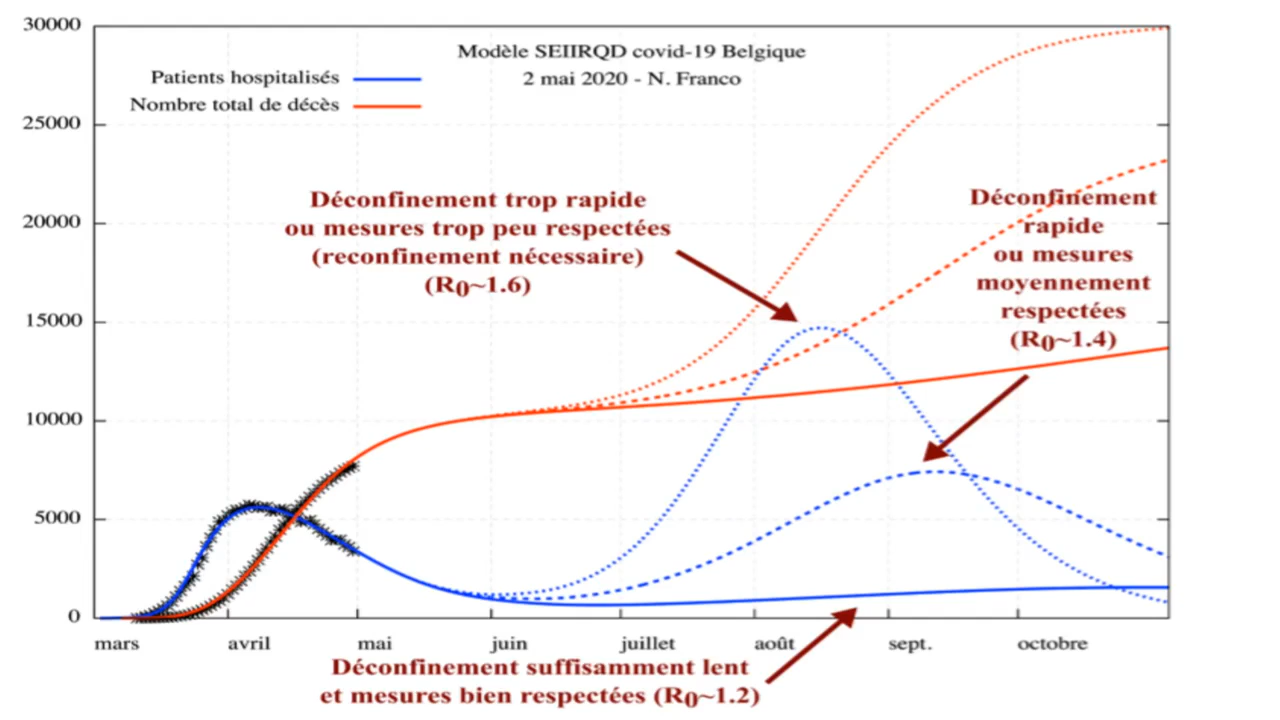 30000
25000
20000
15000
10000
5000
0
Modèle SEIIRQD covid-19 Belgique
2 mai 2020 - N. Franco
Patients hospitalisés
Nombre total de décès
Déconfinement trop rapide
ou mesures trop peu respectées
(reconfinement nécessaire)
(R0~1.6)
Déconfinement
rapide
ou mesures
moyennement
respectées
(R0~1.4)
mars avril mai juin juillet août sept. octobre
Déconfinement suffisamment lent
et mesures bien respectées (R0~1.2)